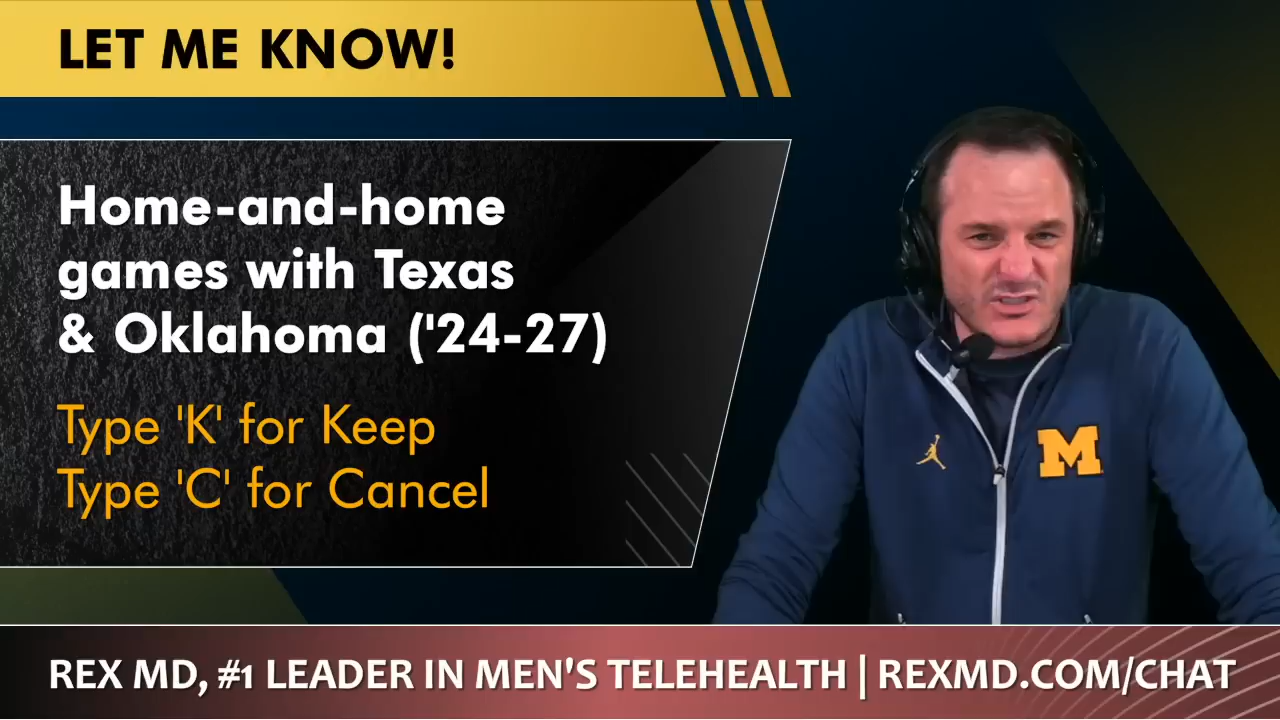 LET ME KNOW!
Home-and-home
games with Texas
& Oklahoma ('24-27)
Type 'K' for Keep
Type 'C' for Cancel
M
REX MD, #1 LEADER IN MEN'S TELEHEALTH | REXMD.COM/CHAT